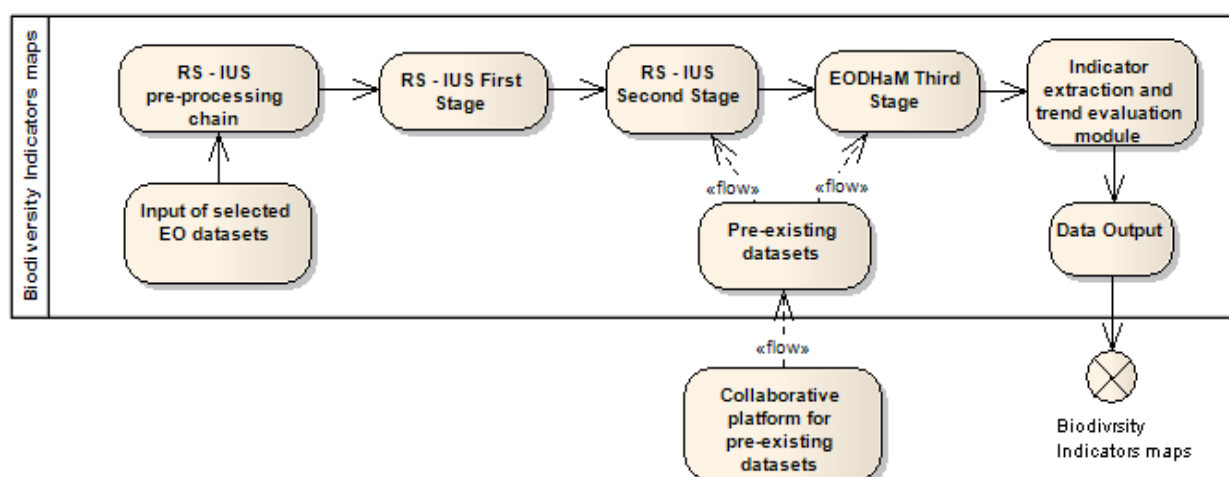 Biodiversity Indicators maps
RS - IUS
pre-processing
chain
RS - IUS First
Stage
RS - IUS
Second Stage
EODHaM Third
Stage
Indicator
extraction and
trend evaluation
module
Input of selected
EO datasets
«flow»
«flow»
Pre-existing
datasets
Data Output
«flow»
Collaborative
platform for
pre-existing
datasets
Biodivrsity
Indicators maps